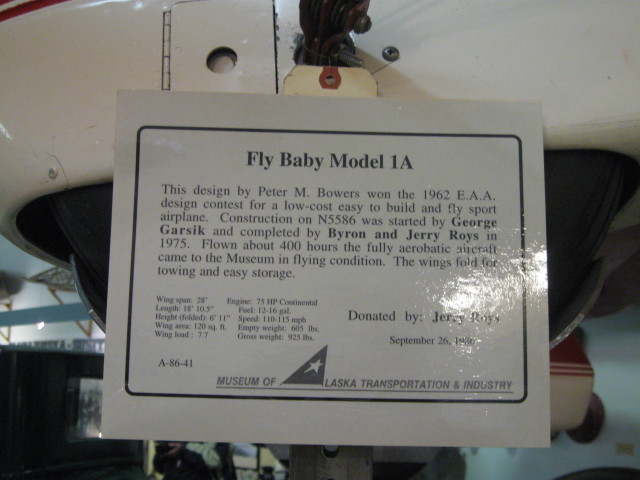 Fly Baby Model 1A
This design by Peter M. Bowers won the 1962 E.A.A.
design contest for a low-cost easy to build and fly sport
airplane. Construction on N5586 was started by George
Garsik and completed by Byron and Jerry Roys in
1975. Flown about 400 hours the fully aerobatic aircraft
came to the Museum in flying condition. The wings fold for
towing and easy storage.
Wing span: 28'
Length: 18' 10.5"
Height (folded): 6' 11"
Wing area: 120 sq. ft.
Wing load : 7.7
Engine: 75 HP Continental
Fuel: 12-16 gal.
Speed: 110-115 mph
Empty weight: 605 lbs.
Gross weight: 925 lbs.
Donated by: Jerry Roys
September 26, 1986
A-86-41
MUSEUM OF ALASKA TRANSPORTATION & INDUSTRY